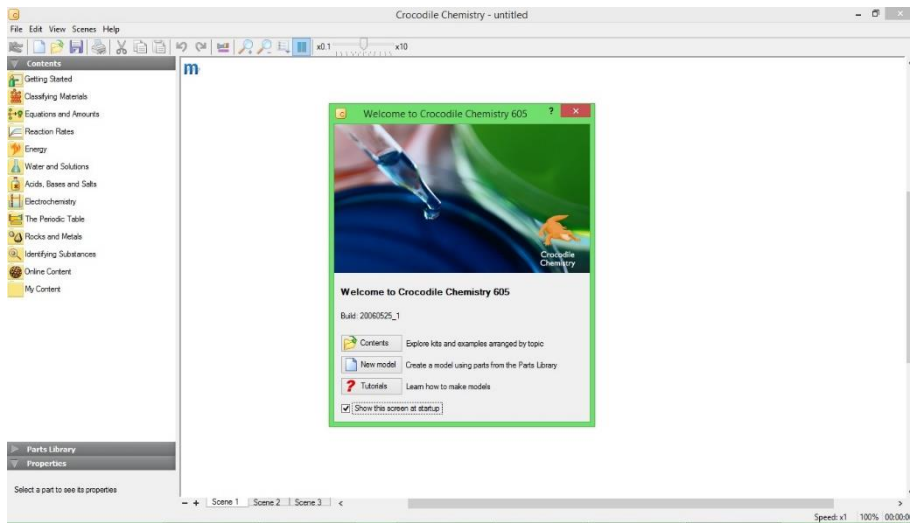 Crocodile Chemistry - untitled
File Edit View Scenes Help
x0.1 x10
Contents
Getting Started
Classifying Materials
Equations and Amounts
Reaction Rates
Energy
Water and Solutions
Acids, Bases and Salts
Electrochemistry
The Periodic Table
Rocks and Metals
Identifying Substances
Online Content
My Content
m
Welcome to Crocodile Chemistry 605
Crocodile
Chemistry
Welcome to Crocodile Chemistry 605
Build: 20060525_1
Contents Explore kits and examples arranged by topic
New model Create a model using parts from the Parts Library
? Tutorials Learn how to make models
Show this screen at startup
Parts Library
Properties
Select a part to see its properties
Scene 1 Scene 2 Scene 3
Speed: x1 100% 00:00:0